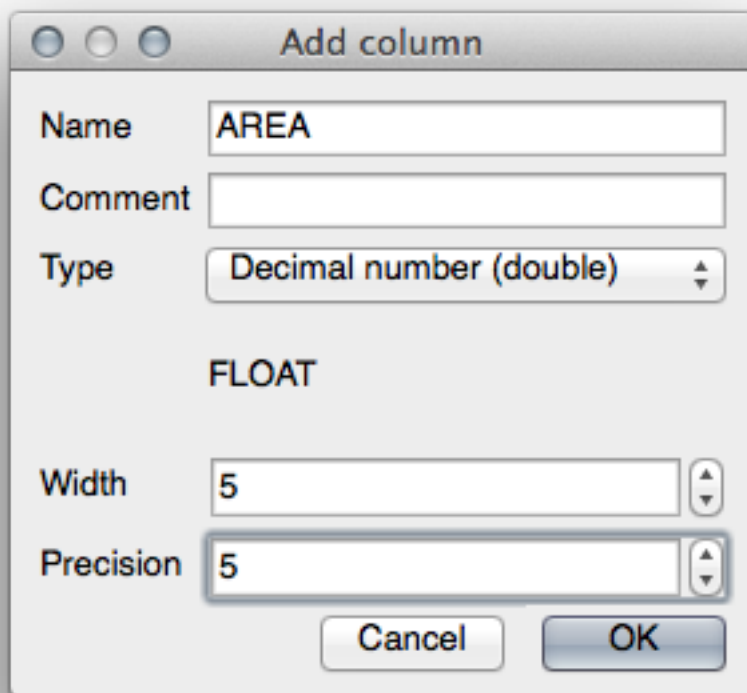 Add column
Name AREA
Comment
Type Decimal number (double)
FLOAT
Width 5
Precision 5
Cancel OK